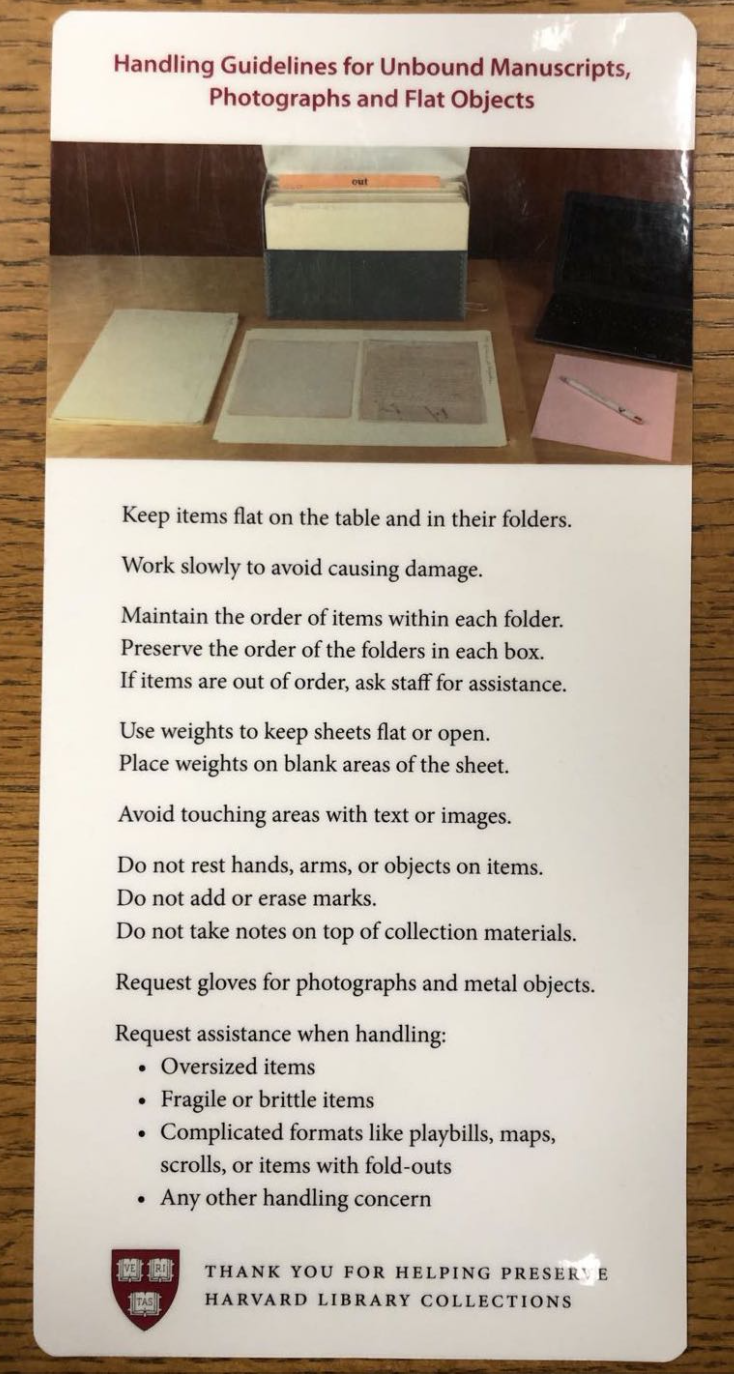 Handling Guidelines for Unbound Manuscripts,
Photographs and Flat Objects
out
Keep items flat on the table and in their folders.
Work slowly to avoid causing damage.
Maintain the order of items within each folder.
Preserve the order of the folders in each box.
If items are out of order, ask staff for assistance.
Use weights to keep sheets flat or open.
Place weights on blank areas of the sheet.
Avoid touching areas with text or images.
Do not rest hands, arms, or objects on items.
Do not add or erase marks.
Do not take notes on top of collection materials.
Request gloves for photographs and metal objects.
Request assistance when handling:
• Oversized items
• Fragile or brittle items
• Complicated formats like playbills, maps,
scrolls, or items with fold-outs
• Any other handling concern
VE RI
TAS
THANK YOU FOR HELPING PRESERVE
HARVARD LIBRARY COLLECTIONS